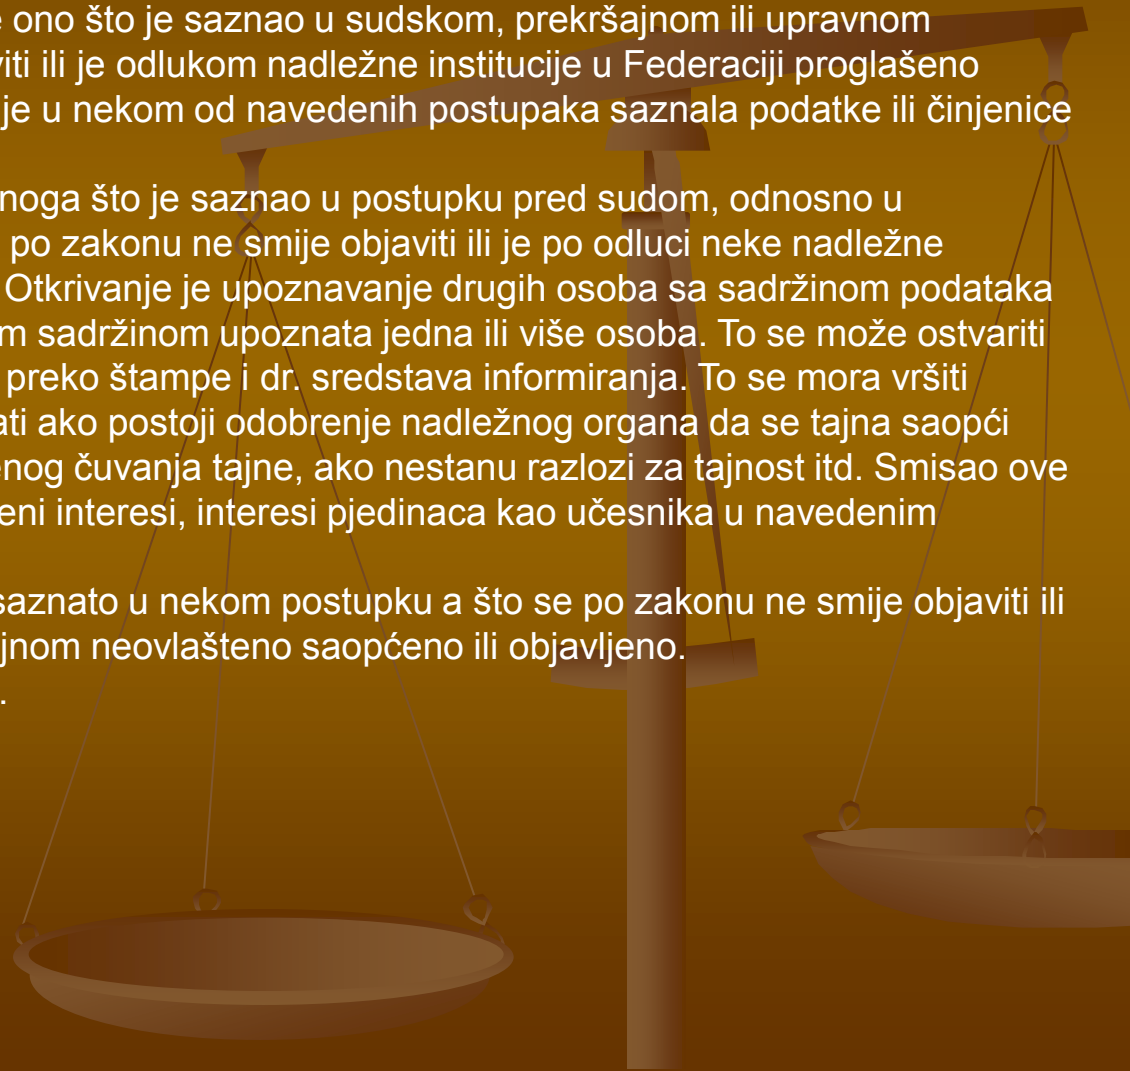 e ono što je saznao u sudskom, prekršajnom ili upravnom
viti ili je odlukom nadležne institucije u Federaciji proglašeno
je u nekom od navedenih postupaka saznala podatke ili činjenice
noga što je saznao u postupku pred sudom, odnosno u
po zakonu ne smije objaviti ili je po odluci neke nadležne
Otkrivanje je upoznavanje drugih osoba sa sadržinom podataka
m sadržinom upoznata jedna ili više osoba. To se može ostvariti
preko štampe i dr. sredstava informiranja. To se mora vršiti
ati ako postoji odobrenje nadležnog organa da se tajna saopći
enog čuvanja tajne, ako nestanu razlozi za tajnost itd. Smisao ove
eni interesi, interesi pjedinaca kao učesnika u navedenim
saznato u nekom postupku a što se po zakonu ne smije objaviti ili
ajnom neovlašteno saopćeno ili objavljeno.
.